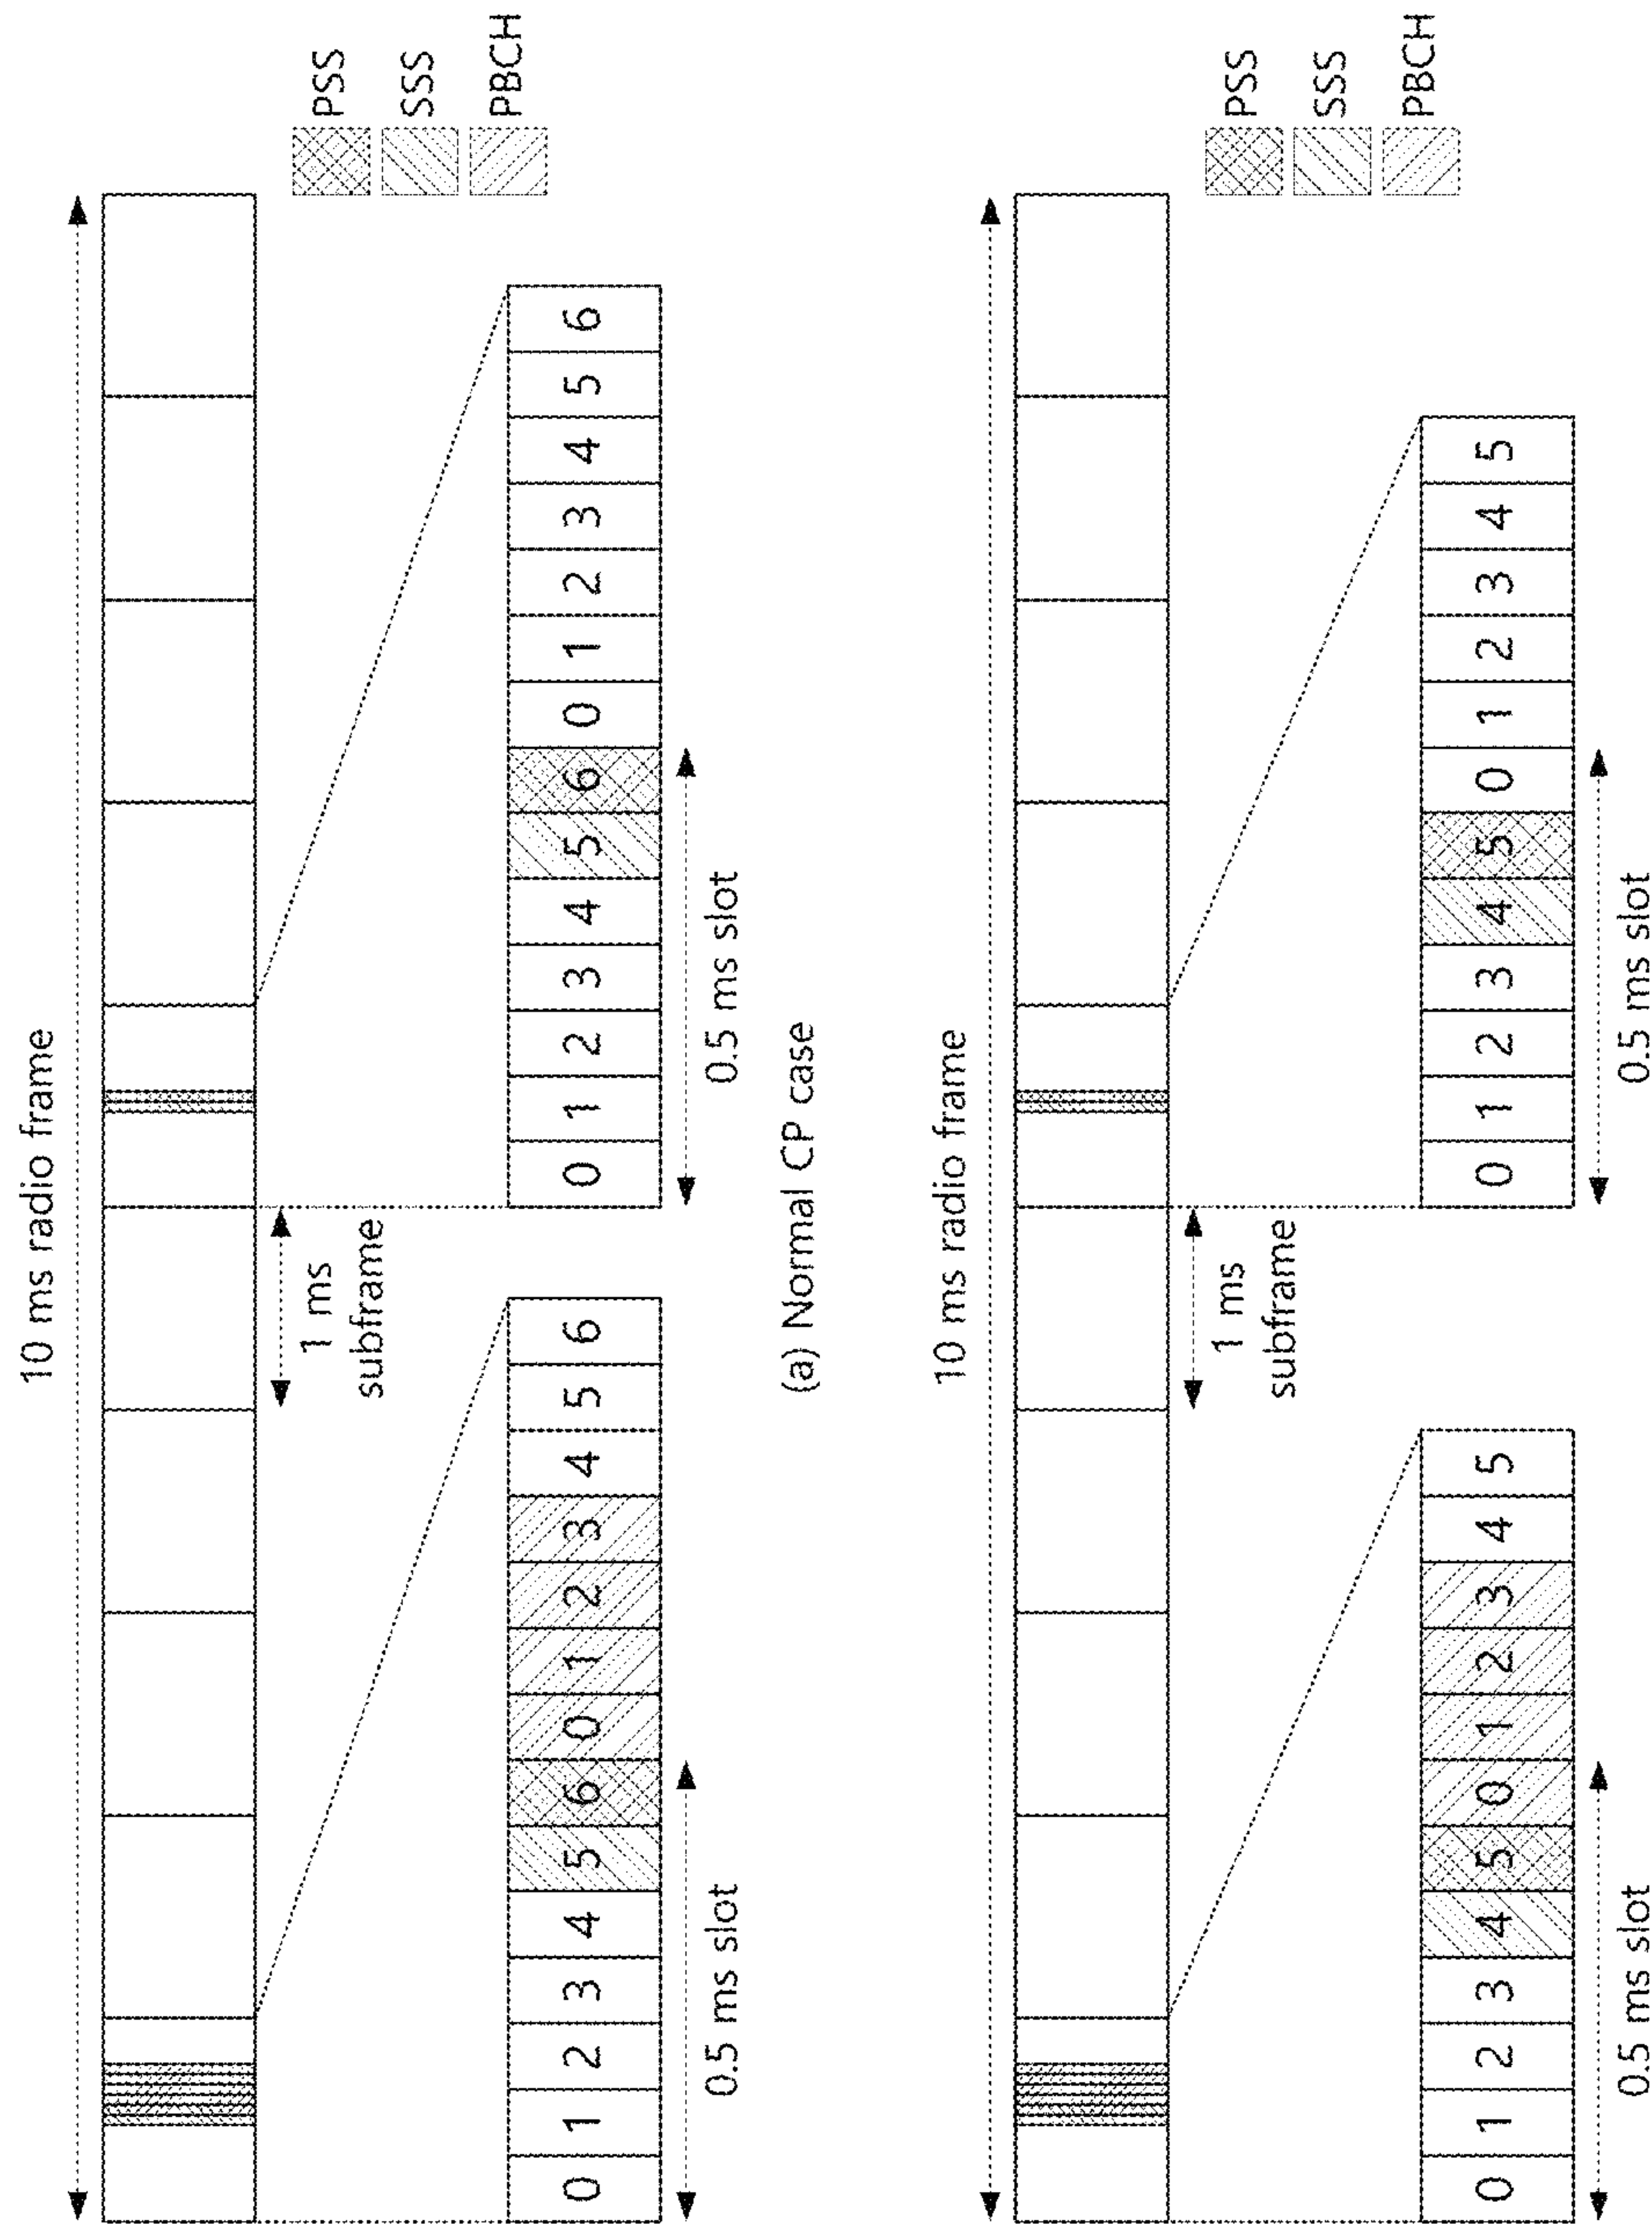 10 ms radio frame
PSS
SSS
PBCH
1 ms
subframe
0 1 2 3 4 5 6 0 1 2 3 4 5 6
0 1 2 3 4 5 6 0 1 2 3 4 5 6
0.5 ms slot
0.5 ms slot
(a) Normal CP case
10 ms radio frame
PSS
SSS
PBCH
1 ms
subframe
0 1 2 3 4 5 0 1 2 3 4 5
0 1 2 3 4 5 0 1 2 3 4 5
0.5 ms slot
0.5 ms slot